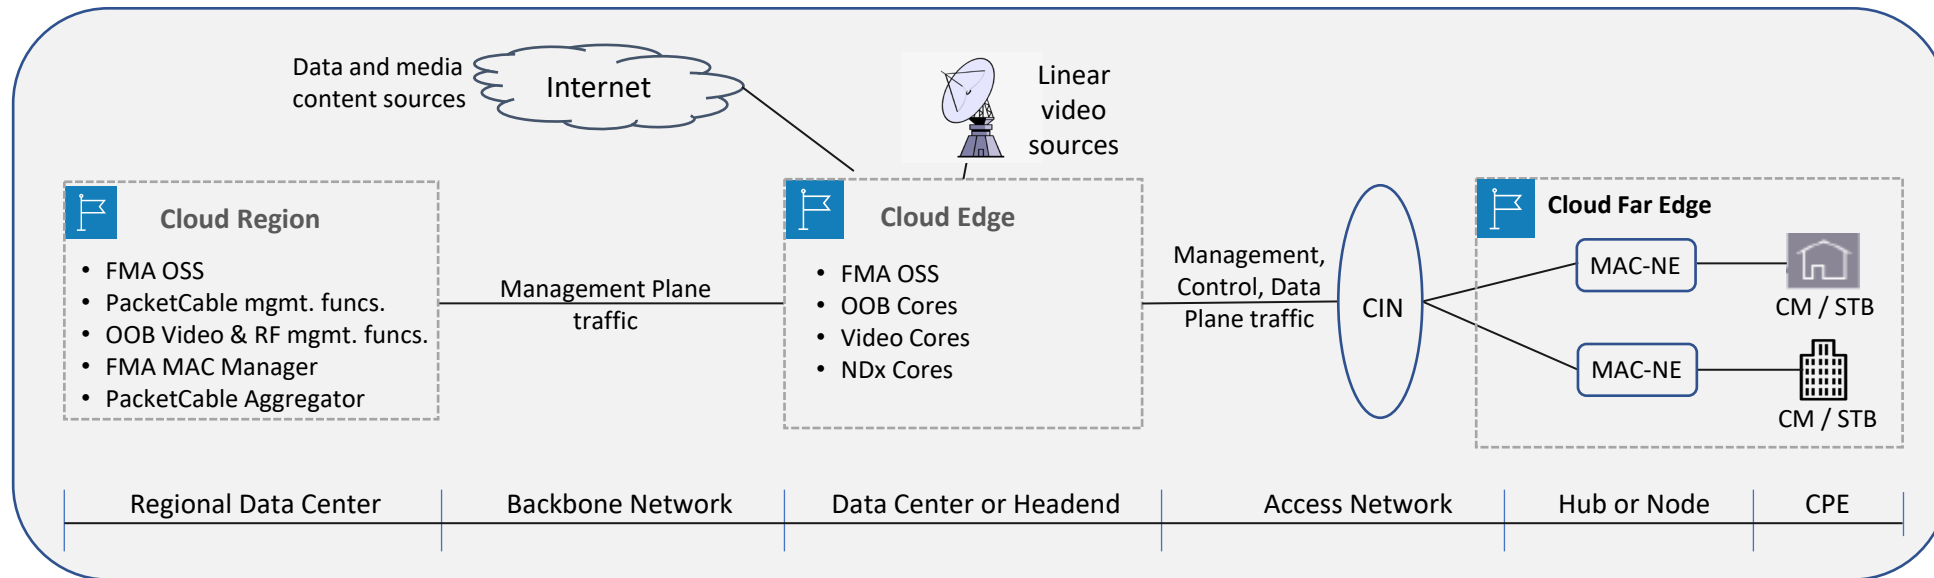 Data and media
content sources
Internet
Linear
video
sources
Cloud Region
• FMA OSS
• PacketCable mgmt. funcs.
• OOB Video & RF mgmt. funcs.
• FMA MAC Manager
• PacketCable Aggregator
Management Plane
traffic
Cloud Edge
• FMA OSS
• OOB Cores
• Video Cores
• NDx Cores
Management,
Control, Data
Plane traffic
CIN
Cloud Far Edge
MAC-NE
CM / STB
MAC-NE
CM / STB
Regional Data Center
Backbone Network
Data Center or Headend
Access Network
Hub or Node
CPE